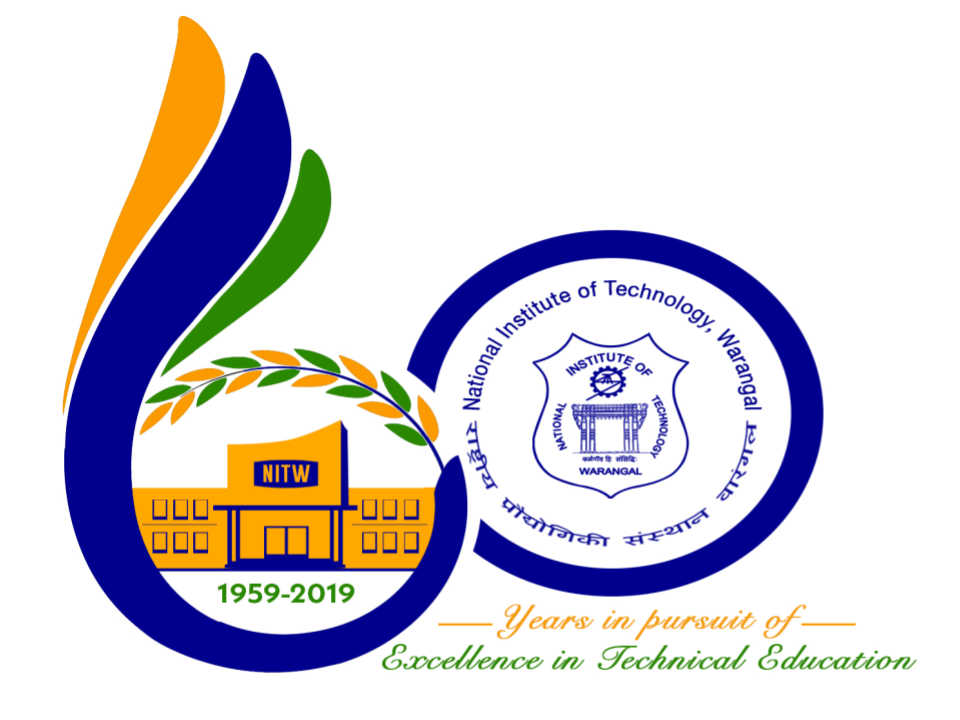 NITW
1959-2019
National Institute of Technology, Warangal
राष्ट्रीय प्रौद्योगिकी संस्थान वारंगल
INSTITUTE OF
NATIONAL
TECHNOLOGY
WARANGAL
Years in pursuit of
Excellence in Technical Education